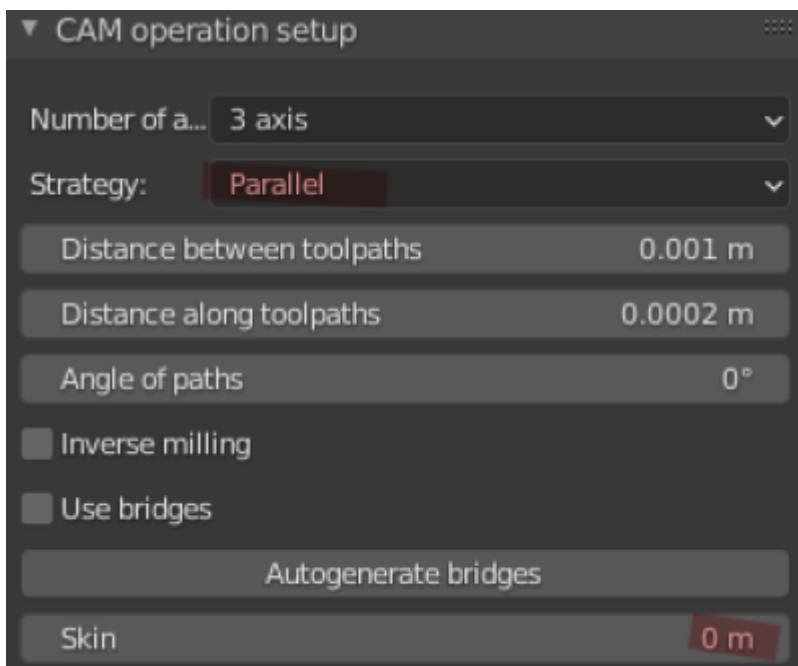 CAM operation setup
Number of a... 3 axis
Strategy: Parallel
Distance between toolpaths 0.001 m
Distance along toolpaths 0.0002 m
Angle of paths 0°
Inverse milling
Use bridges
Autogenerate bridges
Skin 0 m